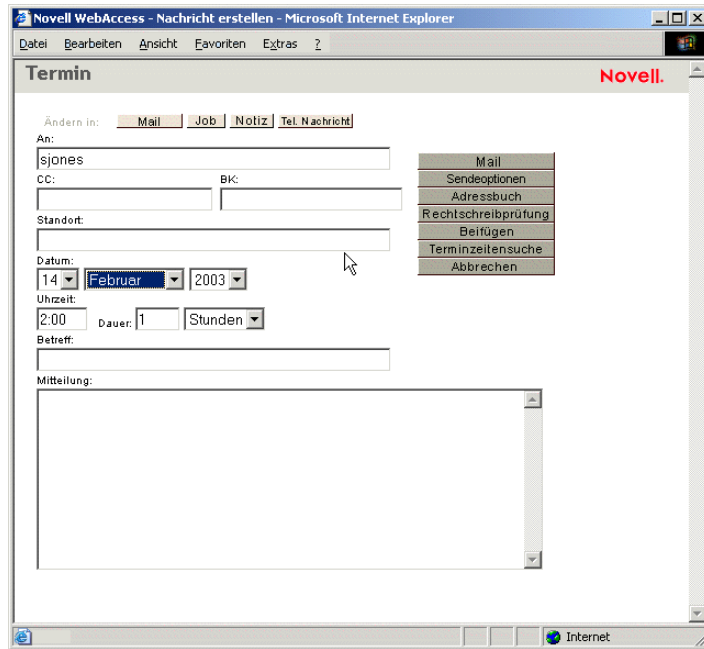 Novell WebAccess - Nachricht erstellen - Microsoft Internet Explorer
Datei Bearbeiten Ansicht Favoriten Extras ?
Termin Novell.
Ändern in: Mail Job Notiz Tel. Nachricht
An:
sjones
Mail
CC: BK:
Sendeoptionen
Adressbuch
Rechtschreibprüfung
Standort:
Beifügen
Terminzeitensuche
Datum:
Abbrechen
14 Februar 2003
Uhrzeit:
2:00 Dauer: 1 Stunden
Betreff:
Mitteilung:
Internet